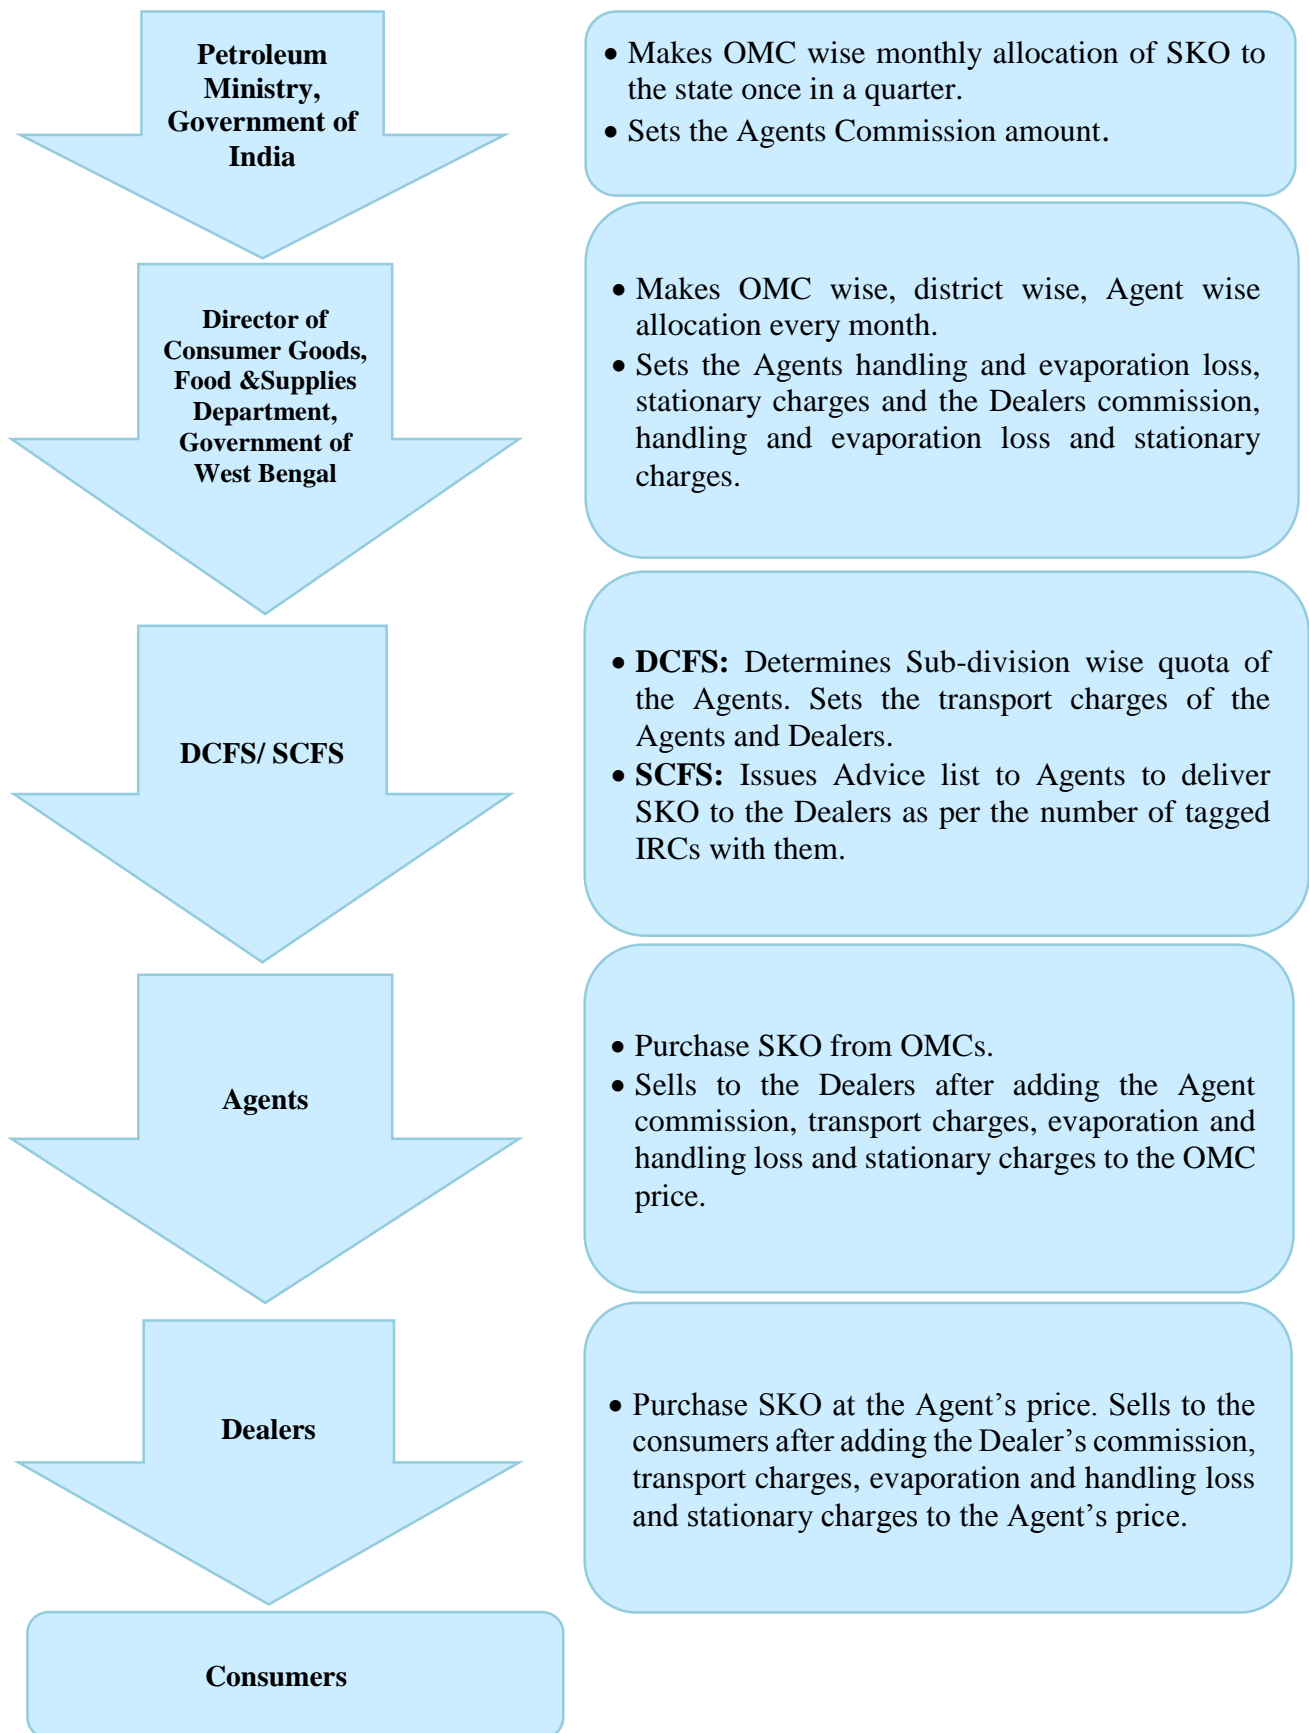 Petroleum
Ministry,
Government of
India
• Makes OMC wise monthly allocation of SKO to
the state once in a quarter.
• Sets the Agents Commission amount.
Director of
Consumer Goods,
Food &Supplies
Department,
Government of
West Bengal
• Makes OMC wise, district wise, Agent wise
allocation every month.
• Sets the Agents handling and evaporation loss,
stationary charges and the Dealers commission,
handling and evaporation loss and stationary
charges.
DCFS/ SCFS
• DCFS: Determines Sub-division wise quota of
the Agents. Sets the transport charges of the
Agents and Dealers.
• SCFS: Issues Advice list to Agents to deliver
SKO to the Dealers as per the number of tagged
IRCs with them.
Agents
• Purchase SKO from OMCs.
• Sells to the Dealers after adding the Agent
commission, transport charges, evaporation and
handling loss and stationary charges to the OMC
price.
Dealers
• Purchase SKO at the Agent’s price. Sells to the
consumers after adding the Dealer’s commission,
transport charges, evaporation and handling loss
and stationary charges to the Agent’s price.
Consumers